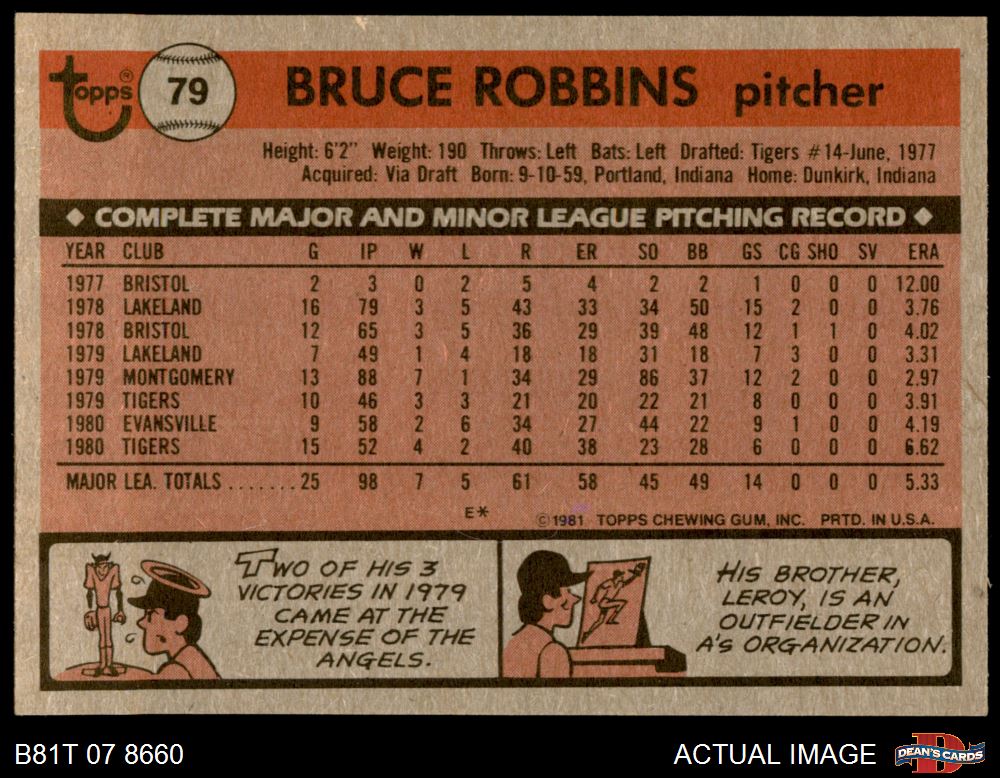 topps® 79 BRUCE ROBBINS pitcher
Height: 6'2" Weight: 190 Throws: Left Bats: Left Drafted: Tigers #14-June, 1977
Acquired: Via Draft Born: 9-10-59, Portland, Indiana Home: Dunkirk, Indiana
◆ COMPLETE MAJOR AND MINOR LEAGUE PITCHING RECORD ◆
YEAR CLUB G IP W L R ER SO BB GS CG SHO SV ERA
1977 BRISTOL 2 3 0 2 5 4 2 2 1 0 0 0 12.00
1978 LAKELAND 16 79 3 5 43 33 34 50 15 2 0 0 3.76
1978 BRISTOL 12 65 3 5 36 29 39 48 12 1 1 0 4.02
1979 LAKELAND 7 49 1 4 18 18 31 18 7 3 0 0 3.31
1979 MONTGOMERY 13 88 7 1 34 29 86 37 12 2 0 0 2.97
1979 TIGERS 10 46 3 3 21 20 22 21 8 0 0 0 3.91
1980 EVANSVILLE 9 58 2 6 34 27 44 22 9 1 0 0 4.19
1980 TIGERS 15 52 4 2 40 38 23 28 6 0 0 0 6.62
MAJOR LEA. TOTALS ....... 25 98 7 5 61 58 45 49 14 0 0 0 5.33
E* ©1981 TOPPS CHEWING GUM, INC. PRTD. IN U.S.A.
TWO OF HIS 3
VICTORIES IN 1979
CAME AT THE
EXPENSE OF THE
ANGELS.
HIS BROTHER,
LEROY, IS AN
OUTFIELDER IN
A'S ORGANIZATION.
B81T 07 8660 ACTUAL IMAGE DEAN'S CARDS